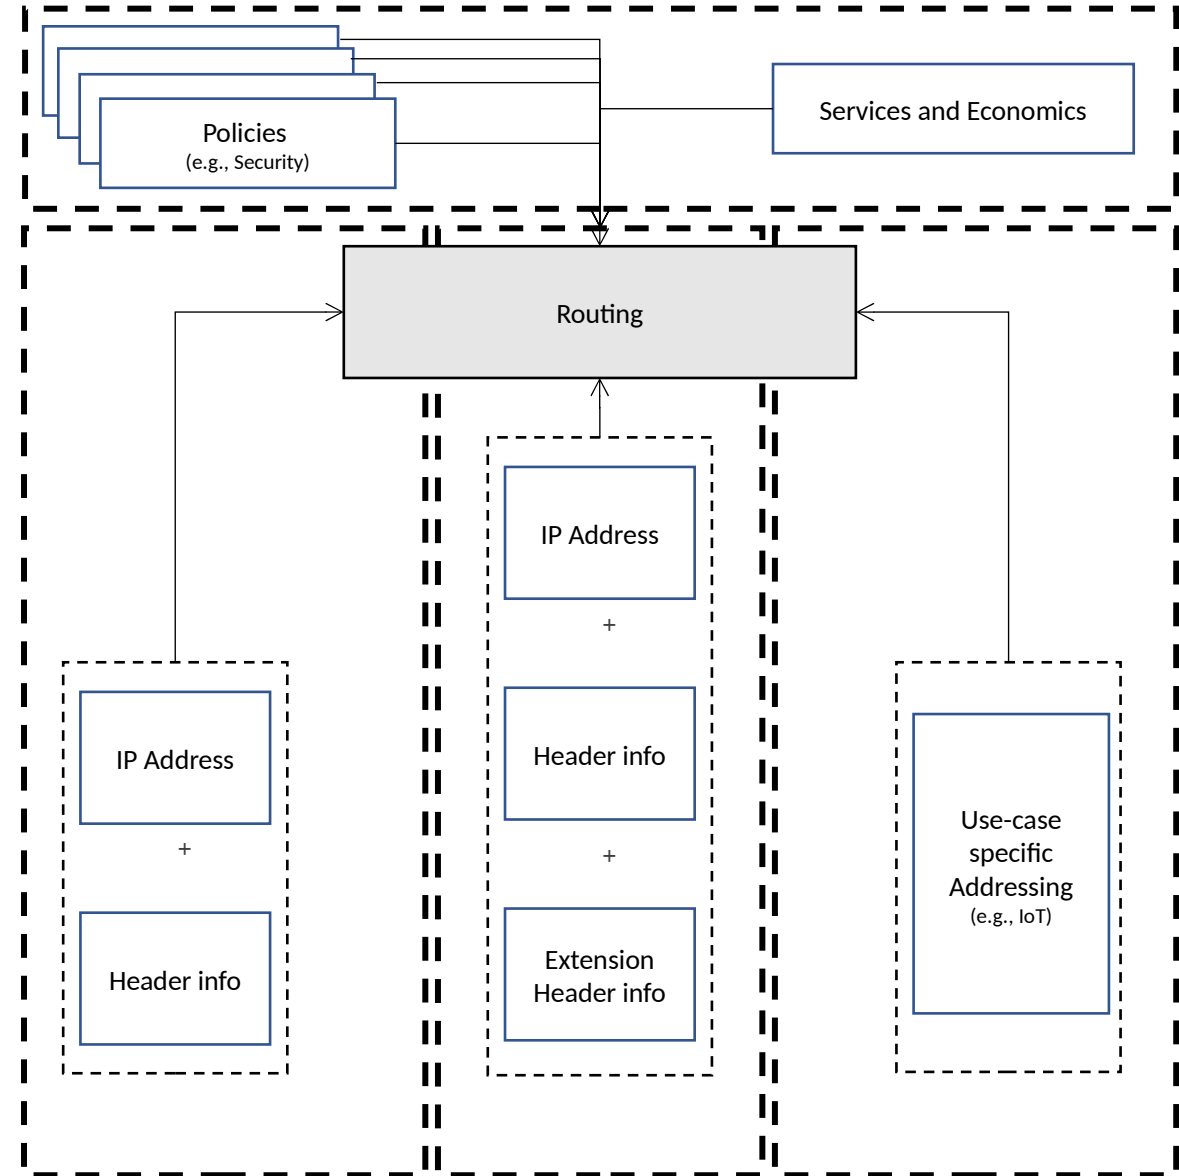 Policies
(e.g., Security)
Services and Economics
Routing
IP Address
+
Header info
IP Address
+
Header info
+
Extension
Header info
Use-case
specific
Addressing
(e.g., IoT)